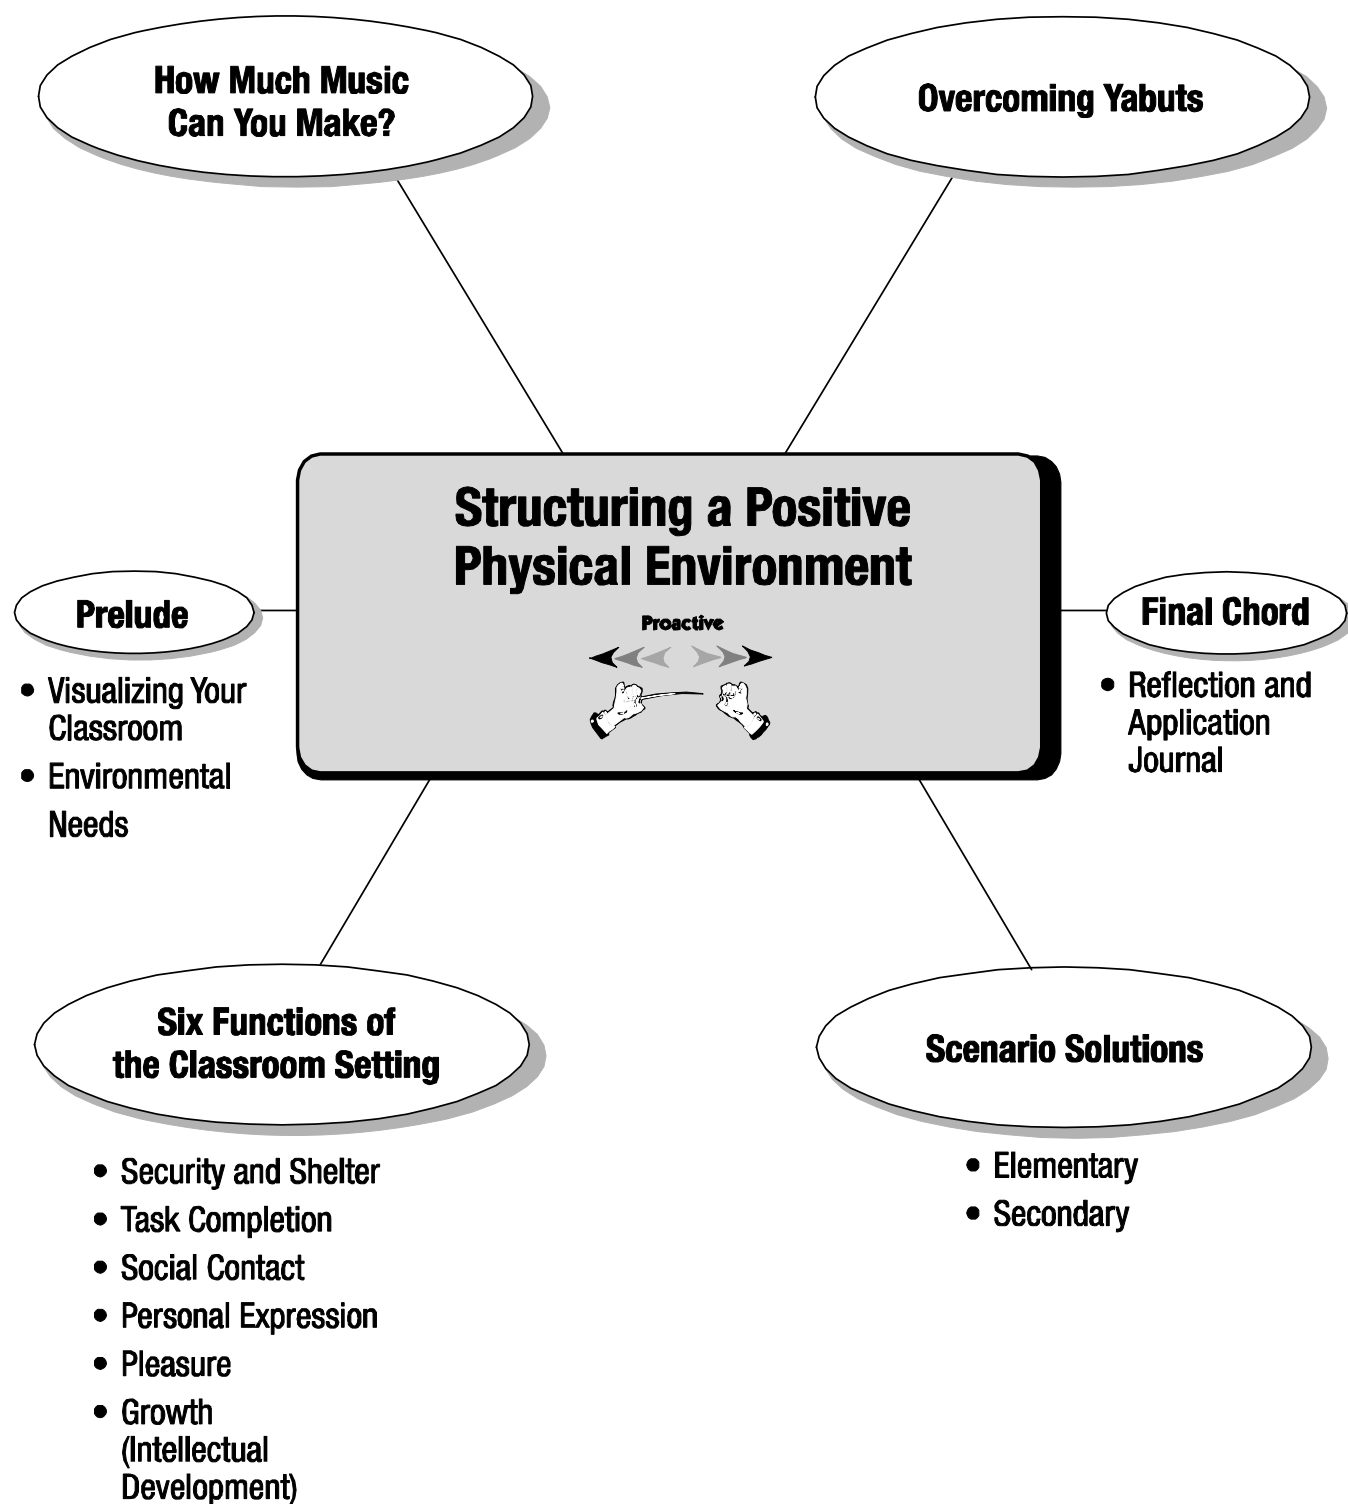 How Much Music
Can You Make?
Overcoming Yabuts
Structuring a Positive
Physical Environment
Proactive
Prelude
• Visualizing Your
Classroom
• Environmental
Needs
Final Chord
• Reflection and
Application
Journal
Six Functions of
the Classroom Setting
• Security and Shelter
• Task Completion
• Social Contact
• Personal Expression
• Pleasure
• Growth
(Intellectual
Development)
Scenario Solutions
• Elementary
• Secondary